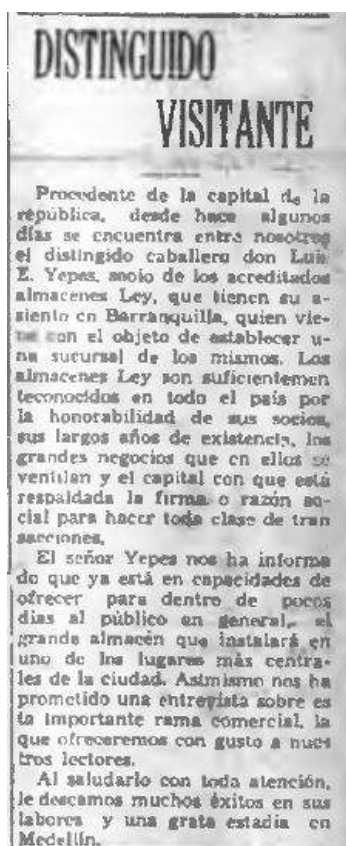 DISTINGUIDO
VISITANTE
Procedente de la capital de la
república, desde hace algunos
días se encuentra entre nosotros
el distingido caballero don Luis
E. Yepes, socio de los acreditados
almacenes Ley, que tienen su a-
siento en Barranquilla, quien vie-
ne con el objeto de establecer u-
na sucursal de los mismos. Los
almacenes Ley son suficientemen
teconocidos en todo el país por
la honorabilidad de sus socios,
sus largos años de existencia, los
grandes negocios que en ellos se
ventilan y el capital con que está
respaldada la firma o razón so-
cial para hacer toda clase de tran
sacciones.
El señor Yepes nos ha informa
do que ya está en capacidades de
ofrecer para dentro de pocos
días al público en general, el
grande almacén que instalará en
uno de los lugares más centra-
les de la ciudad. Asimismo nos ha
prometido una entrevista sobre es
ta importante rama comercial, la
que ofreceremos con gusto a nues
tros lectores.
Al saludarlo con toda atención,
le deseamos muchos éxitos en sus
labores y una grata estadía en
Medellín.